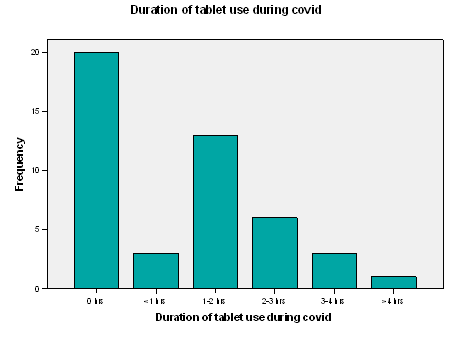 Duration of tablet use during covid
Frequency
20
15
10
5
0
0 hrs
<1 hrs
1-2 hrs
2-3 hrs
3-4 hrs
>4 hrs
Duration of tablet use during covid